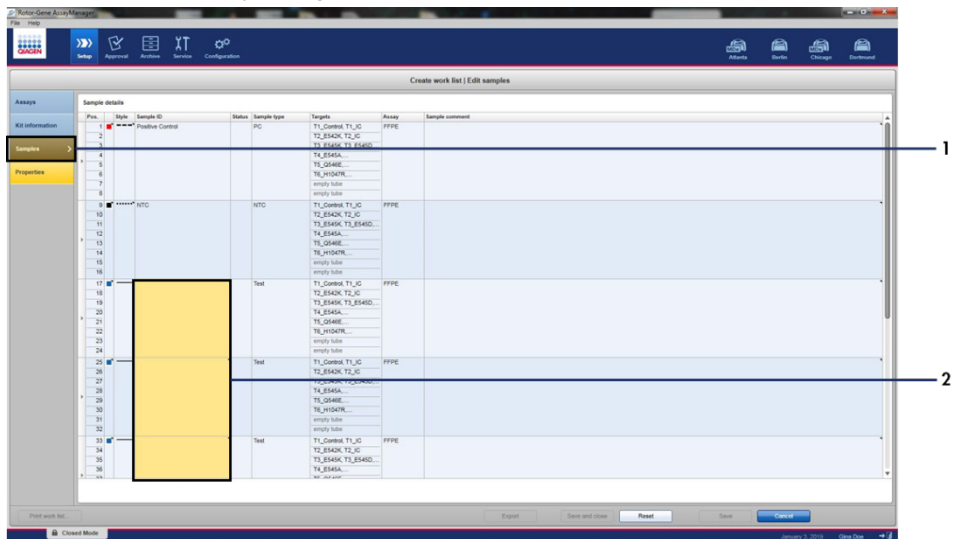 Rotor-Gene AssayManager
File Help
QIAGEN
Setup Approval Archive Service Configuration
Atlanta Berlin Chicago Dortmund
Create work list | Edit samples
Assays
Kit information
Samples
Properties
Sample details
Pos. Style Sample ID Status Sample type Targets Assay Sample comment
1 Positive Control PC T1_Control, T1_IC FFPE
2 T2_E542K, T2_IC
3 T3_E545K, T3_E545D,...
4 T4_E545A,...
5 T5_Q546E,...
6 T6_H1047R,...
7 empty tube
8 empty tube
9 NTC NTC T1_Control, T1_IC FFPE
10 T2_E542K, T2_IC
11 T3_E545K, T3_E545D,...
12 T4_E545A,...
13 T5_Q546E,...
14 T6_H1047R,...
15 empty tube
16 empty tube
17 Test T1_Control, T1_IC FFPE
18 T2_E542K, T2_IC
19 T3_E545K, T3_E545D,...
20 T4_E545A,...
21 T5_Q546E,...
22 T6_H1047R,...
23 empty tube
24 empty tube
25 Test T1_Control, T1_IC FFPE
26 T2_E542K, T2_IC
27 T3_E545K, T3_E545D,...
28 T4_E545A,...
29 T5_Q546E,...
30 T6_H1047R,...
31 empty tube
32 empty tube
33 Test T1_Control, T1_IC FFPE
34 T2_E542K, T2_IC
35 T3_E545K, T3_E545D,...
36 T4_E545A,...
1
2
Print work list... Export Save and close Reset Save Cancel
Closed Mode January 3, 2019 Gina Doe